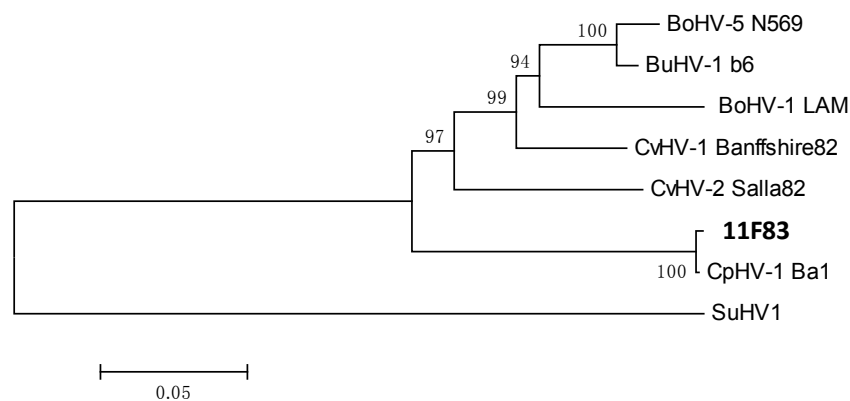 100
BoHV-5 N569
BuHV-1 b6
94
BoHV-1 LAM
99
CvHV-1 Banffshire82
97
CvHV-2 Salla82
11F83
100
CpHV-1 Ba1
SuHV1
0.05